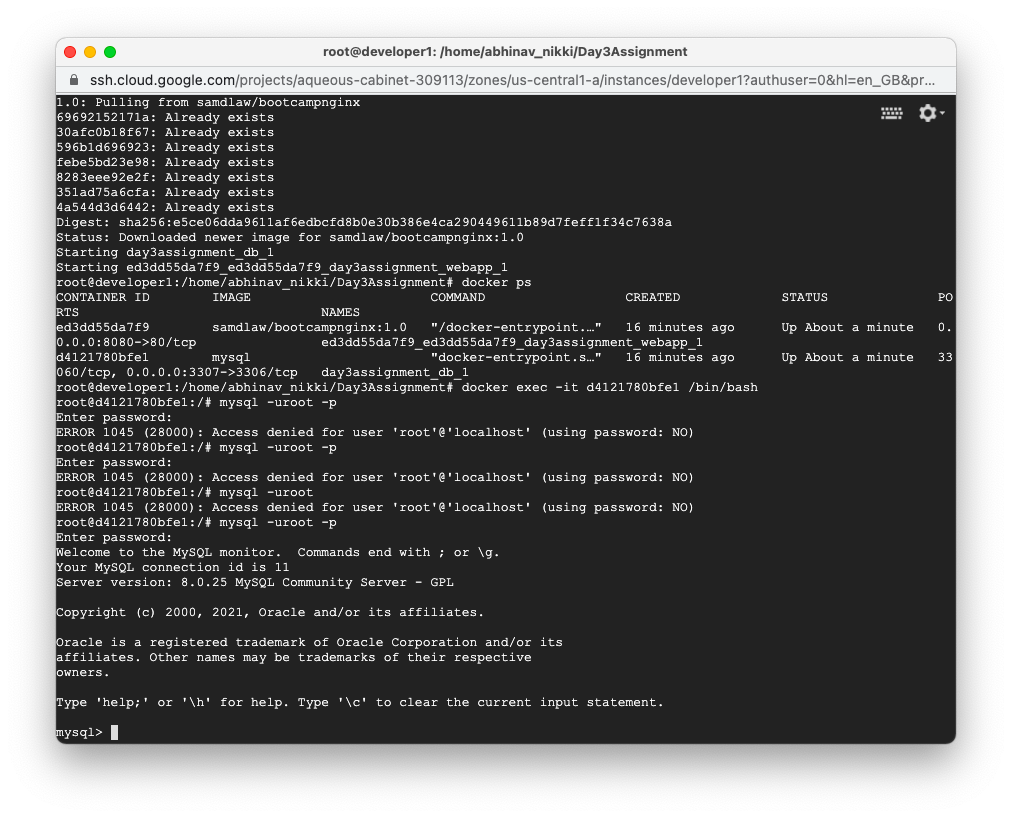 root@developer1: /home/abhinav_nikki/Day3Assignment
ssh.cloud.google.com/projects/aqueous-cabinet-309113/zones/us-central1-a/instances/developer1?authuser=0&hl=en_GB&pr...
1.0: Pulling from samdlaw/bootcampnginx
69692152171a: Already exists
30afc0b18f67: Already exists
596b1d696923: Already exists
febe5bd23e98: Already exists
8283eee92e2f: Already exists
351ad75a6cfa: Already exists
4a544d3d6442: Already exists
Digest: sha256:e5ce06dda9611af6edbcfd8b0e30b386e4ca290449611b89d7feff1f34c7638a
Status: Downloaded newer image for samdlaw/bootcampnginx:1.0
Starting day3assignment_db_1
Starting ed3dd55da7f9_ed3dd55da7f9_day3assignment_webapp_1
root@developer1:/home/abhinav_nikki/Day3Assignment# docker ps
CONTAINER ID        IMAGE                       COMMAND                  CREATED             STATUS              PO
RTS                               NAMES
ed3dd55da7f9        samdlaw/bootcampnginx:1.0   "/docker-entrypoint.…"   16 minutes ago      Up About a minute   0.
0.0.0:8080->80/tcp                ed3dd55da7f9_ed3dd55da7f9_day3assignment_webapp_1
d4121780bfe1        mysql                       "docker-entrypoint.s…"   16 minutes ago      Up About a minute   33
060/tcp, 0.0.0.0:3307->3306/tcp   day3assignment_db_1
root@developer1:/home/abhinav_nikki/Day3Assignment# docker exec -it d4121780bfe1 /bin/bash
root@d4121780bfe1:/# mysql -uroot -p
Enter password:
ERROR 1045 (28000): Access denied for user 'root'@'localhost' (using password: NO)
root@d4121780bfe1:/# mysql -uroot -p
Enter password:
ERROR 1045 (28000): Access denied for user 'root'@'localhost' (using password: NO)
root@d4121780bfe1:/# mysql -uroot
ERROR 1045 (28000): Access denied for user 'root'@'localhost' (using password: NO)
root@d4121780bfe1:/# mysql -uroot -p
Enter password:
Welcome to the MySQL monitor.  Commands end with ; or \g.
Your MySQL connection id is 11
Server version: 8.0.25 MySQL Community Server - GPL
Copyright (c) 2000, 2021, Oracle and/or its affiliates.
Oracle is a registered trademark of Oracle Corporation and/or its
affiliates. Other names may be trademarks of their respective
owners.
Type 'help;' or '\h' for help. Type '\c' to clear the current input statement.
mysql>